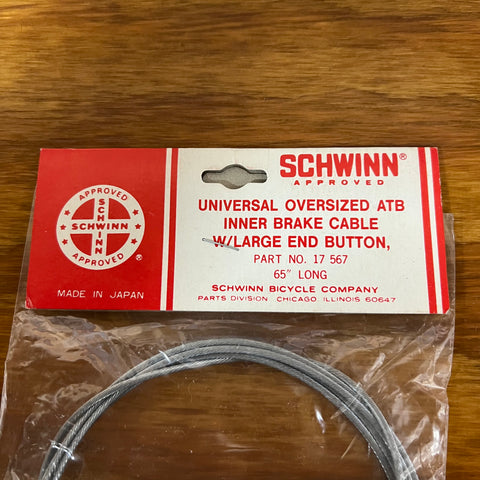 SCHWINN®
APPROVED
UNIVERSAL OVERSIZED ATB
INNER BRAKE CABLE
W/LARGE END BUTTON,
PART NO. 17 567
65" LONG
SCHWINN BICYCLE COMPANY
PARTS DIVISION CHICAGO, ILLINOIS 60647
APPROVED
SCHWINN
SCHWINN
APPROVED
®
MADE IN JAPAN